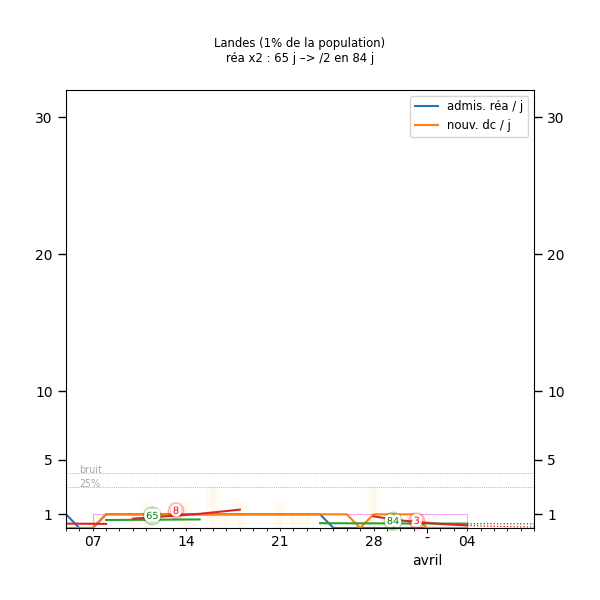 Landes (1% de la population)
réa x2 : 65 j –> /2 en 84 j
admis. réa / j
nouv. dc / j
30 30
20 20
10 10
5 5
bruit
25%
1 1
65 8 84 3
07 14 21 28 - 04
avril